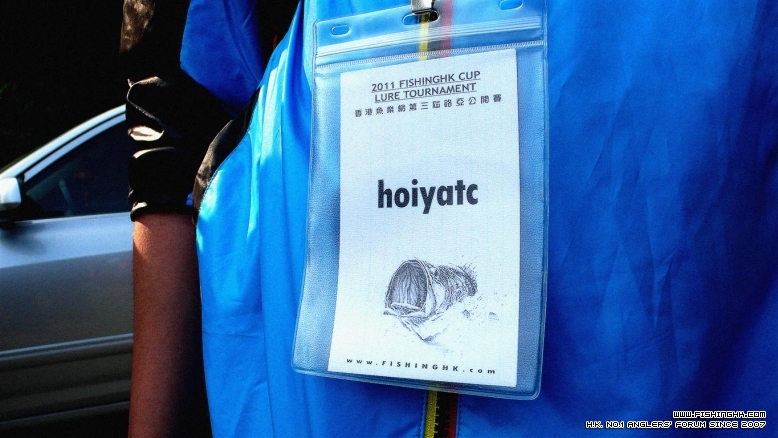 2011 FISHINGHK CUP
LURE TOURNAMENT
香港魚樂網第三屆路亞公開賽
hoiyatc
www.FISHINGHK.com
www.FISHINGHK.com
H.K. NO.1 ANGLERS' FORUM SINCE 2007